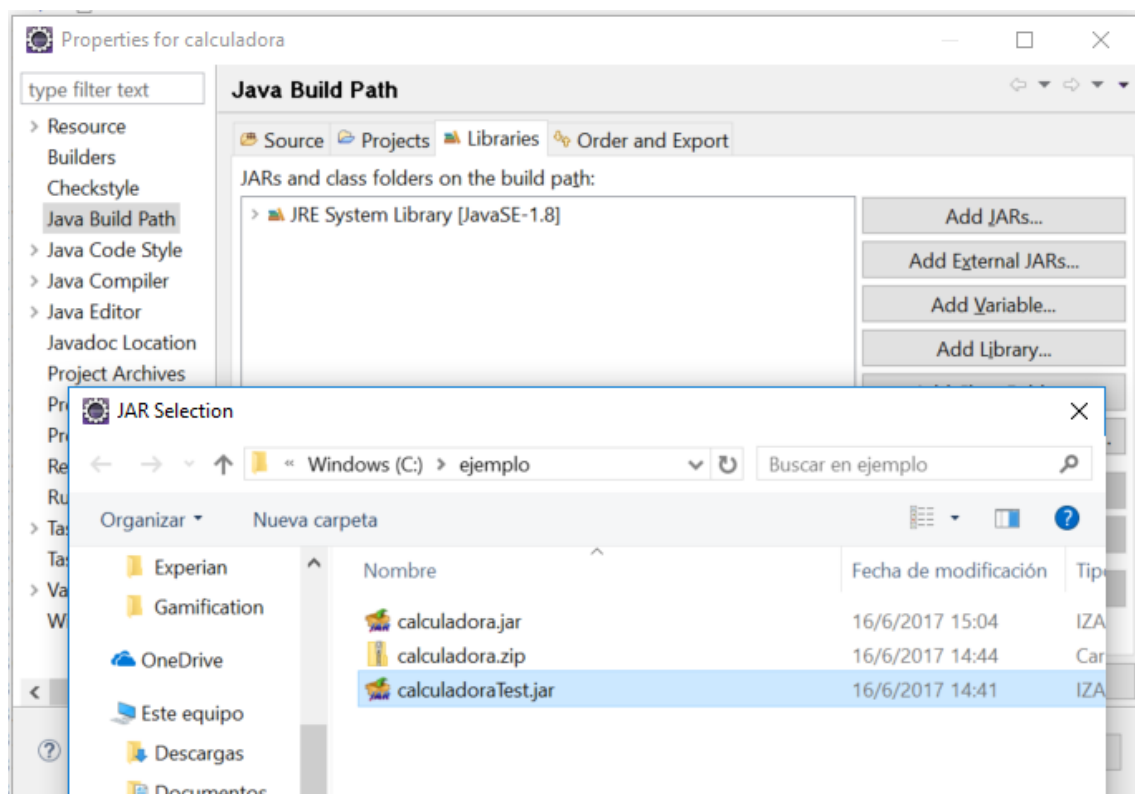 Properties for calculadora
type filter text
Java Build Path
Resource
Builders
Checkstyle
Java Build Path
Java Code Style
Java Compiler
Java Editor
Javadoc Location
Project Archives
Source Projects Libraries Order and Export
JARs and class folders on the build path:
JRE System Library [JavaSE-1.8]
Add JARs...
Add External JARs...
Add Variable...
Add Library...
JAR Selection
« Windows (C:) > ejemplo
Buscar en ejemplo
Organizar
Nueva carpeta
Experian
Gamification
OneDrive
Este equipo
Descargas
Documentos
Nombre Fecha de modificación Tip
calculadora.jar 16/6/2017 15:04 IZA
calculadora.zip 16/6/2017 14:44 Car
calculadoraTest.jar 16/6/2017 14:41 IZA